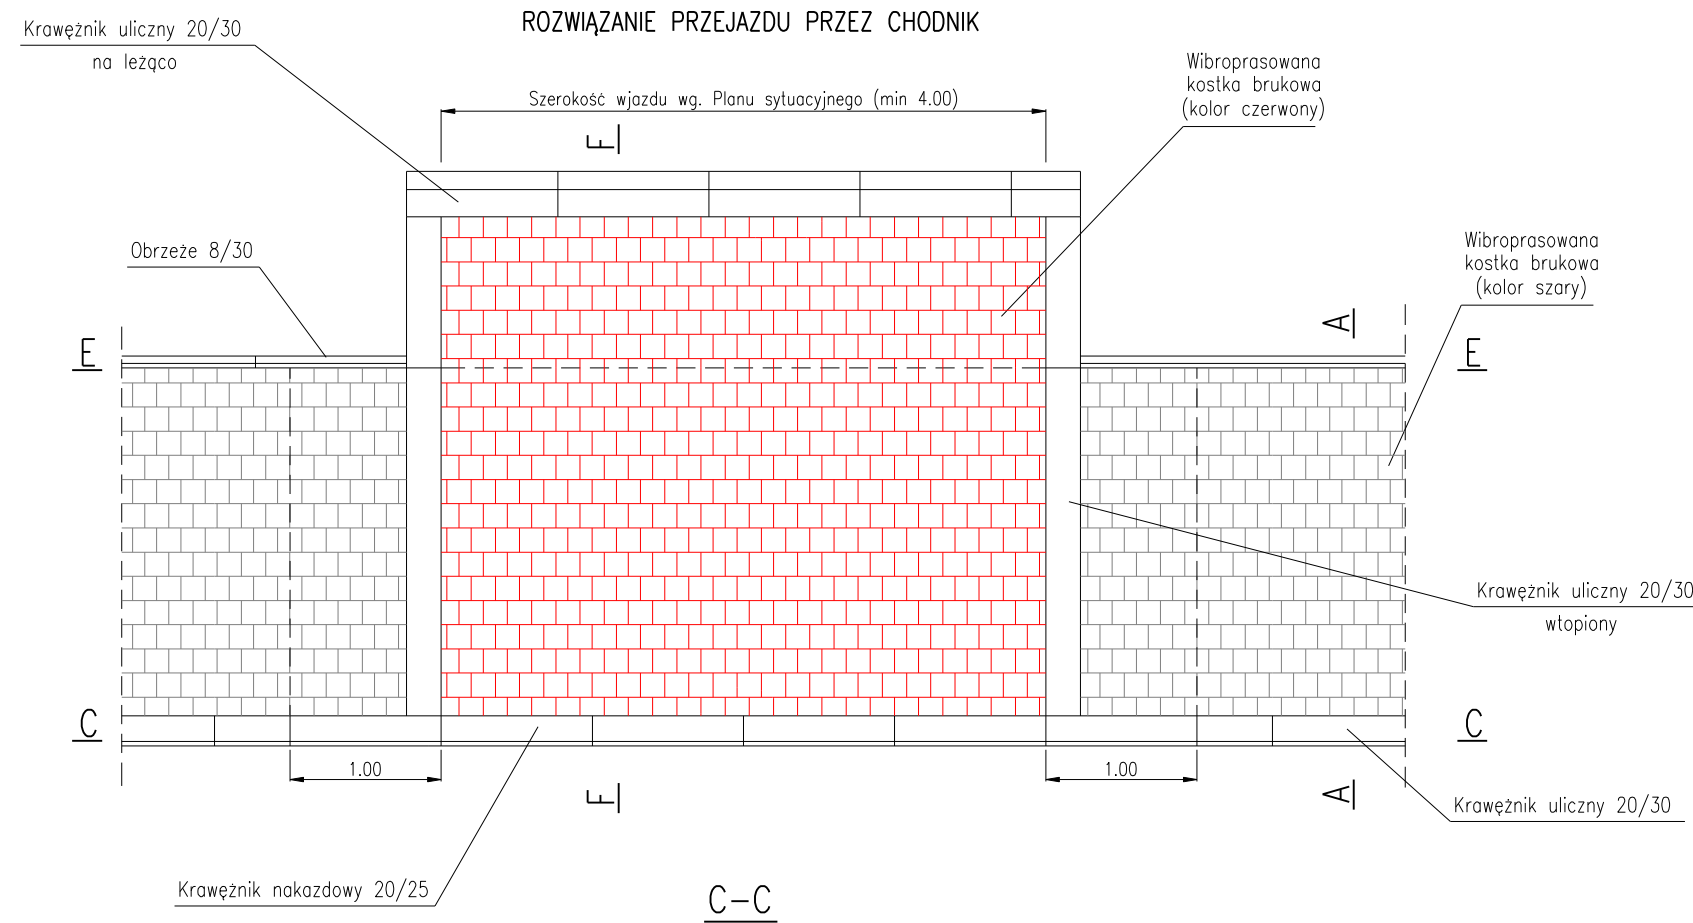 ROZWIĄZANIE PRZEJAZDU PRZEZ CHODNIK
Krawężnik uliczny 20/30
na leżąco
Wibroprasowana
kostka brukowa
(kolor czerwony)
Szerokość wjazdu wg. Planu sytuacyjnego (min 4.00)
F
Obrzeże 8/30
Wibroprasowana
kostka brukowa
(kolor szary)
A
E
E
Krawężnik uliczny 20/30
wtopiony
C
C
1.00
1.00
F
A
Krawężnik uliczny 20/30
Krawężnik nakazdowy 20/25
C-C